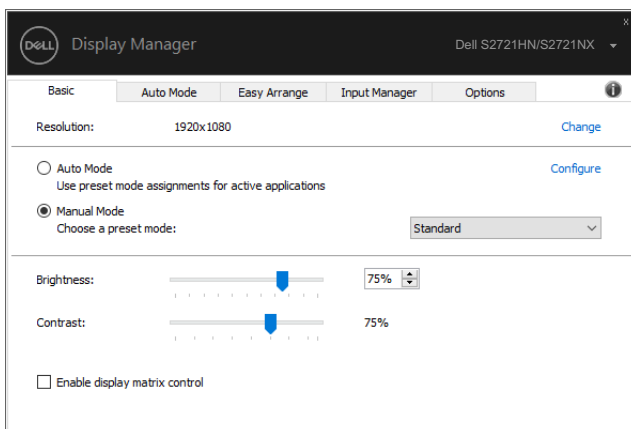 DELL Display Manager Dell S2721HN/S2721NX
Basic Auto Mode Easy Arrange Input Manager Options
Resolution: 1920x1080 Change
Auto Mode Configure
Use preset mode assignments for active applications
Manual Mode
Choose a preset mode: Standard
Brightness: 75%
Contrast: 75%
Enable display matrix control